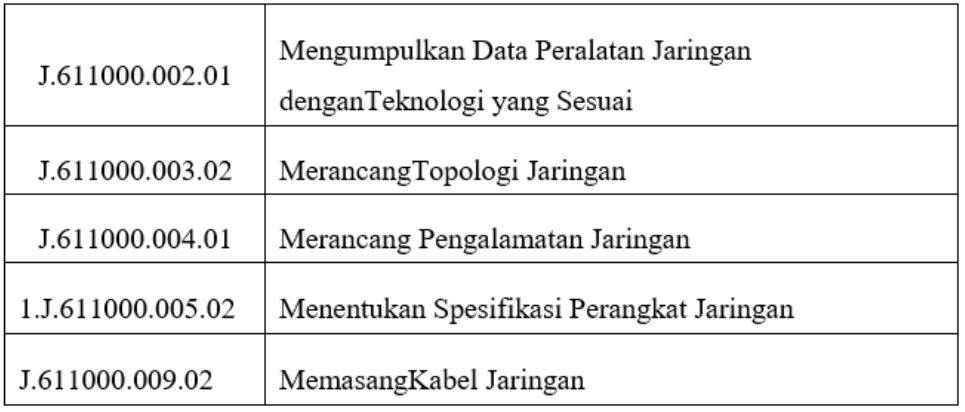 J.611000.002.01
Mengumpulkan Data Peralatan Jaringan
denganTeknologi yang Sesuai
J.611000.003.02
MerancangTopologi Jaringan
J.611000.004.01
Merancang Pengalamatan Jaringan
1.J.611000.005.02
Menentukan Spesifikasi Perangkat Jaringan
J.611000.009.02
MemasangKabel Jaringan